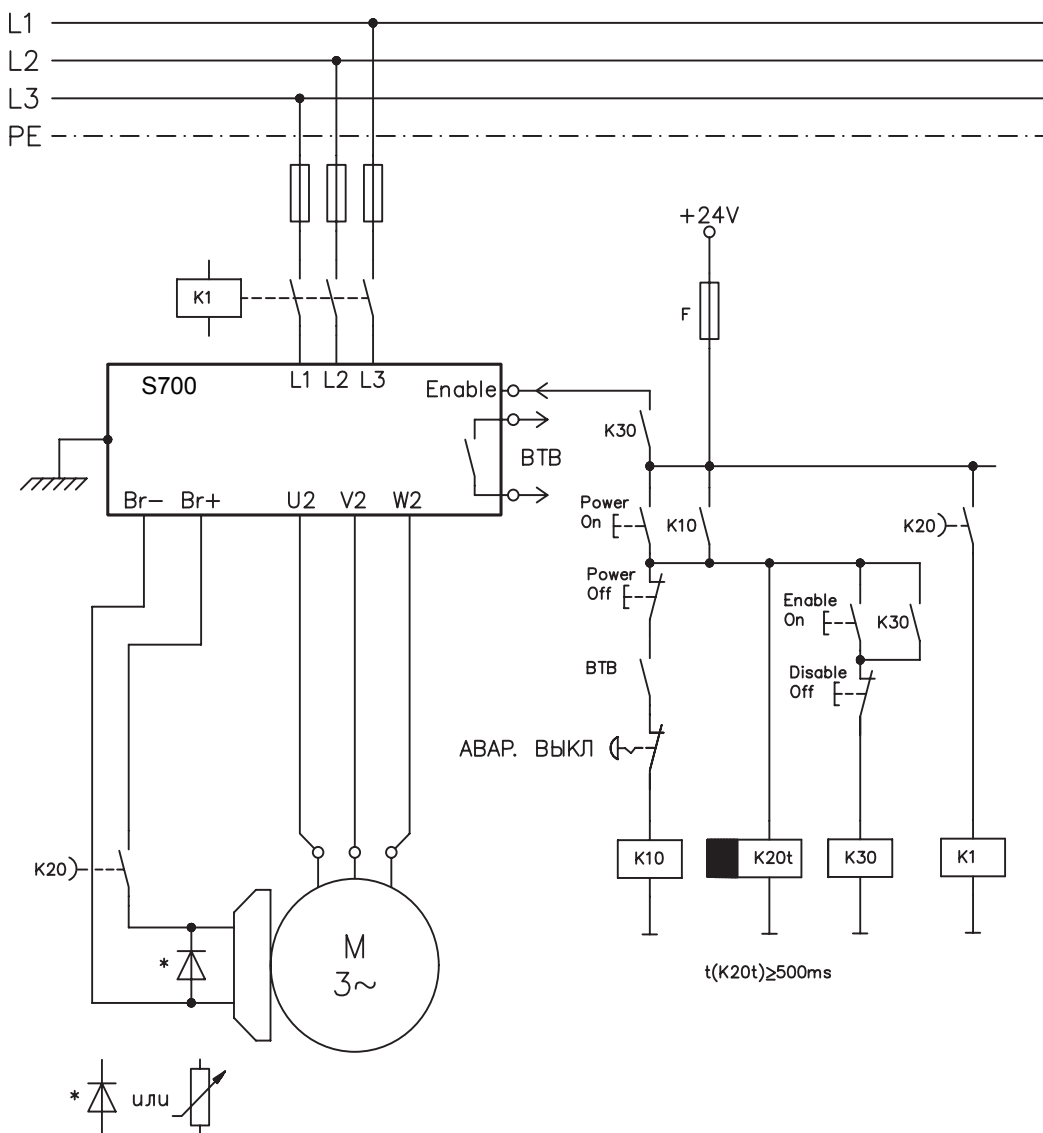 L1
L2
L3
PE
+24V
K1
F
S700
L1 L2 L3
Enable
K30
BTB
Br− Br+ U2 V2 W2
Power
On
K10
K20
Power
Off
Enable
On
K30
BTB
Disable
Off
АВАР. ВЫКЛ
K10
K20t
K30
K1
K20
M
3~
*
t(K20t)≥500ms
* или